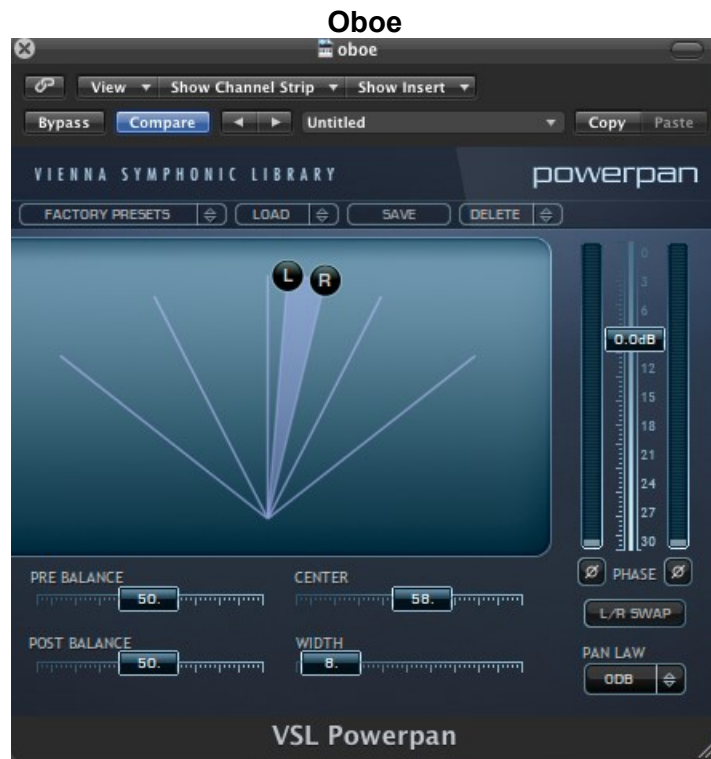 Oboe
oboe
View Show Channel Strip Show Insert
Bypass Compare Untitled Copy Paste
VIENNA SYMPHONIC LIBRARY powerpan
FACTORY PRESETS LOAD SAVE DELETE
L R
0
3
6
0.0dB
12
15
18
21
24
27
30
PRE BALANCE CENTER Ø PHASE Ø
50. 58.
L/R SWAP
POST BALANCE WIDTH PAN LAW
50. 8. 0DB
VSL Powerpan